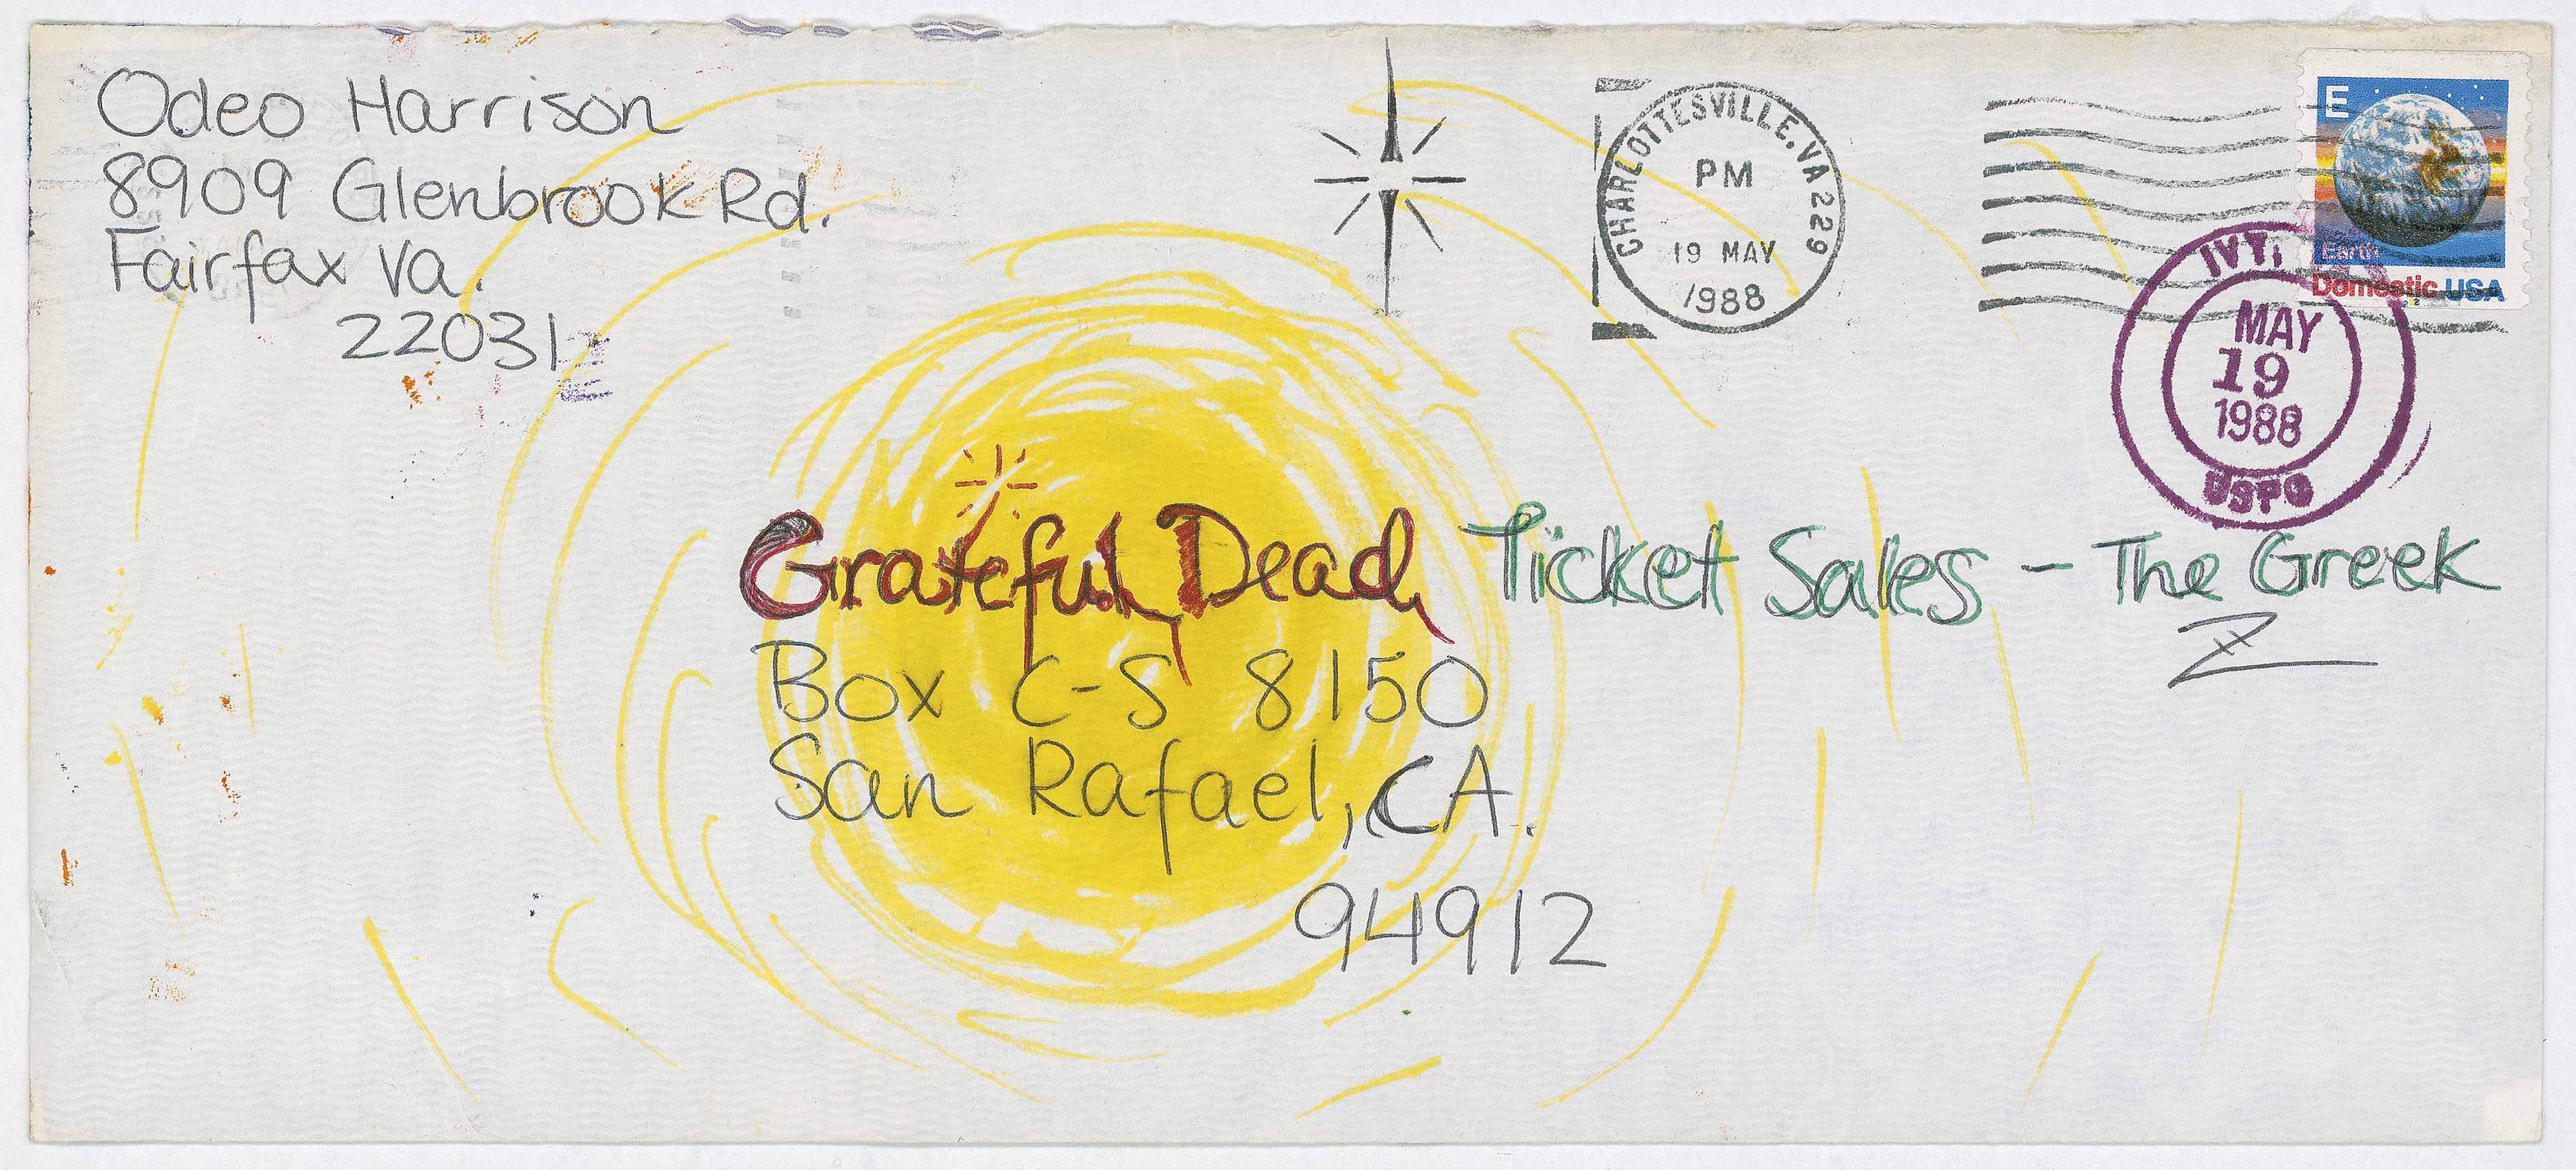 Odeo Harrison
8909 Glenbrook Rd.
Fairfax Va.
22031
CHARLOTTESVILLE, VA 229
PM
19 MAY
1988
E
Earth
Domestic USA
IVY,
MAY
19
1988
USPO
Grateful Dead Ticket Sales - The Greek
Z
Box C-S 8150
San Rafael, CA.
94912